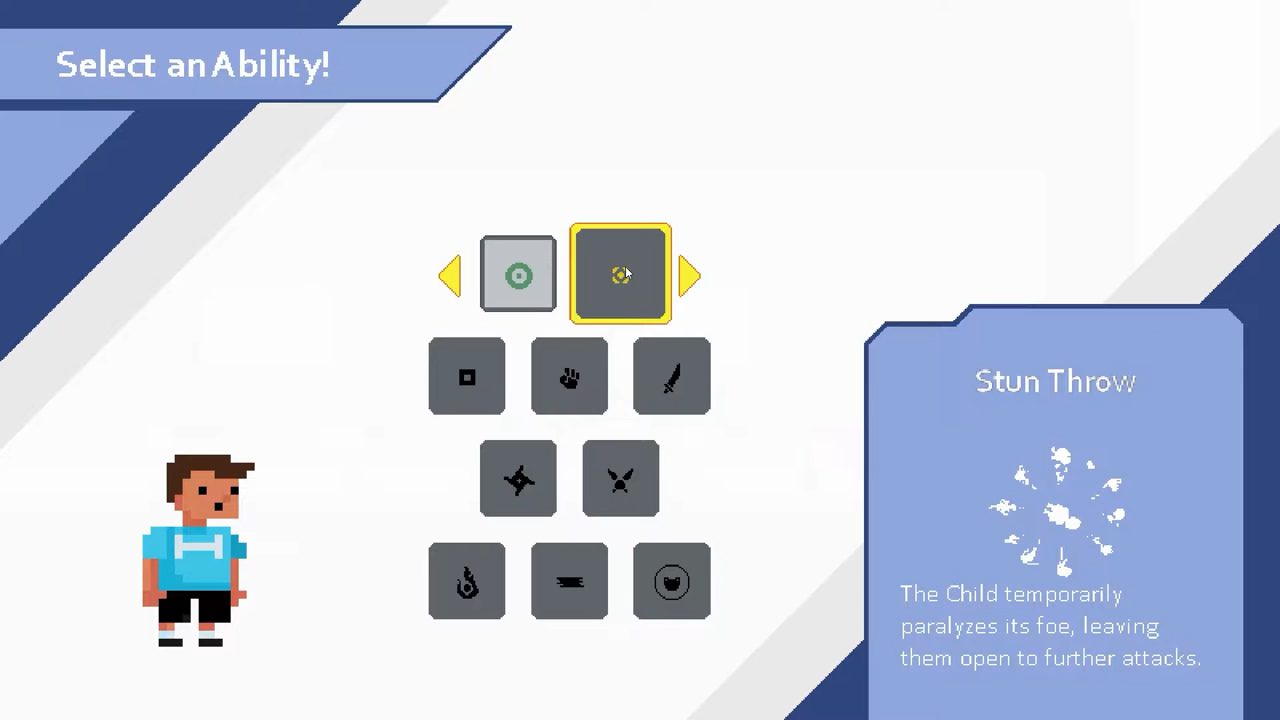 Select an Ability!
Stun Throw
The Child temporarily
paralyzes its foe, leaving
them open to further attacks.